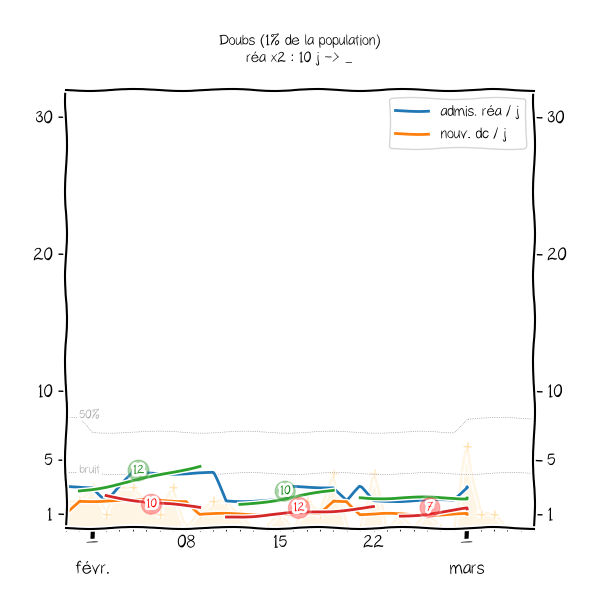 Doubs (1% de la population)
réa x2 : 10 j -> _
admis. réa / j
nouv. dc / j
30
30
20
20
10
10
50%
5
5
bruit
12
10
10
12
7
1
1
08
15
22
févr.
mars